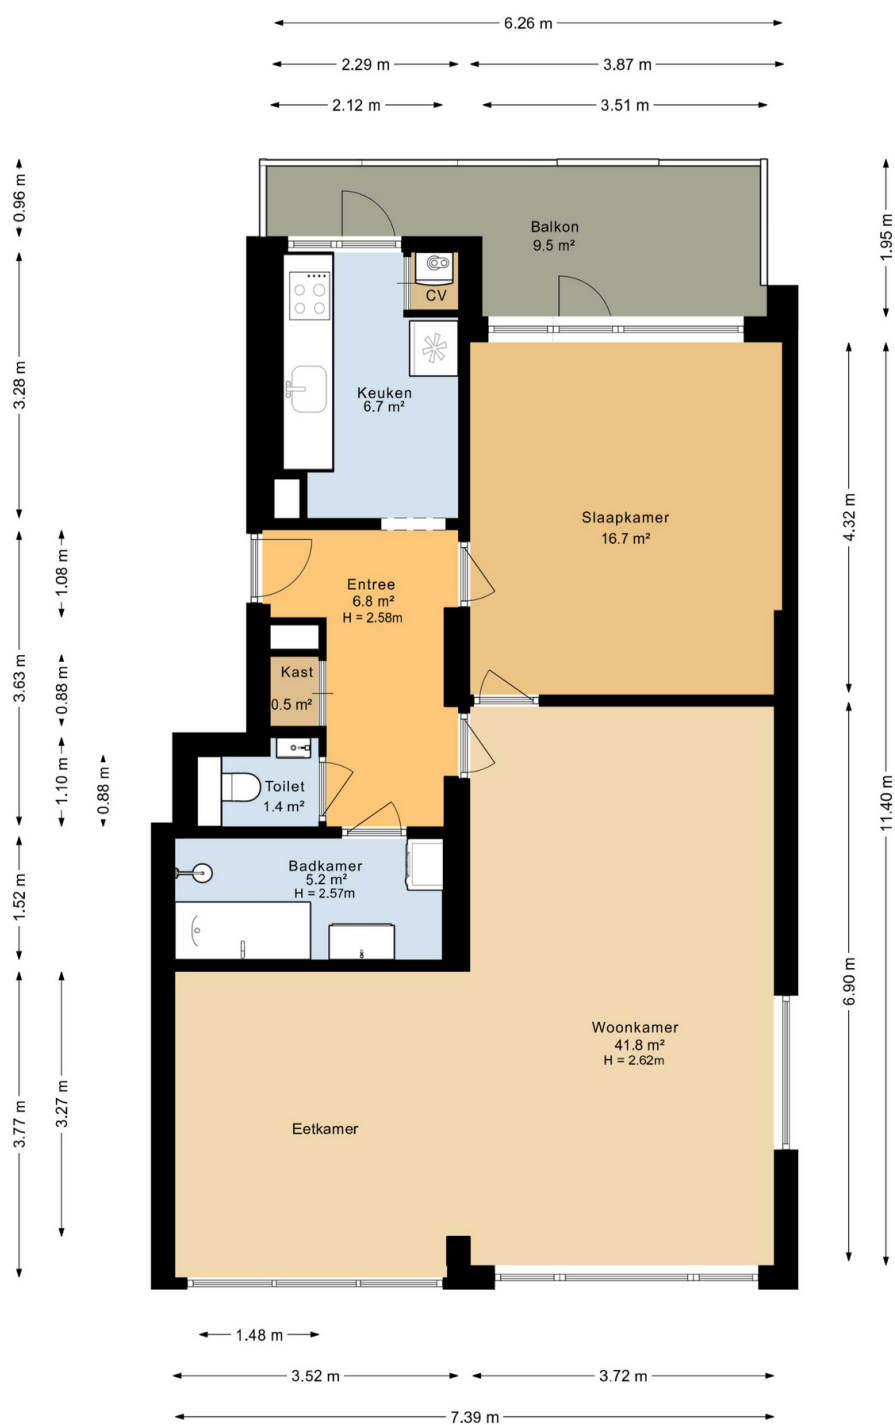 6.26 m
2.29 m
3.87 m
2.12 m
3.51 m
0.96 m
1.95 m
Balkon
9.5 m²
CV
3.28 m
Keuken
6.7 m²
4.32 m
Slaapkamer
16.7 m²
1.08 m
Entree
6.8 m²
H = 2.58m
3.63 m
0.88 m
Kast
0.5 m²
1.10 m
0.88 m
Toilet
1.4 m²
11.40 m
1.52 m
Badkamer
5.2 m²
H = 2.57m
6.90 m
Woonkamer
41.8 m²
H = 2.62m
3.77 m
3.27 m
Eetkamer
1.48 m
3.52 m
3.72 m
7.39 m